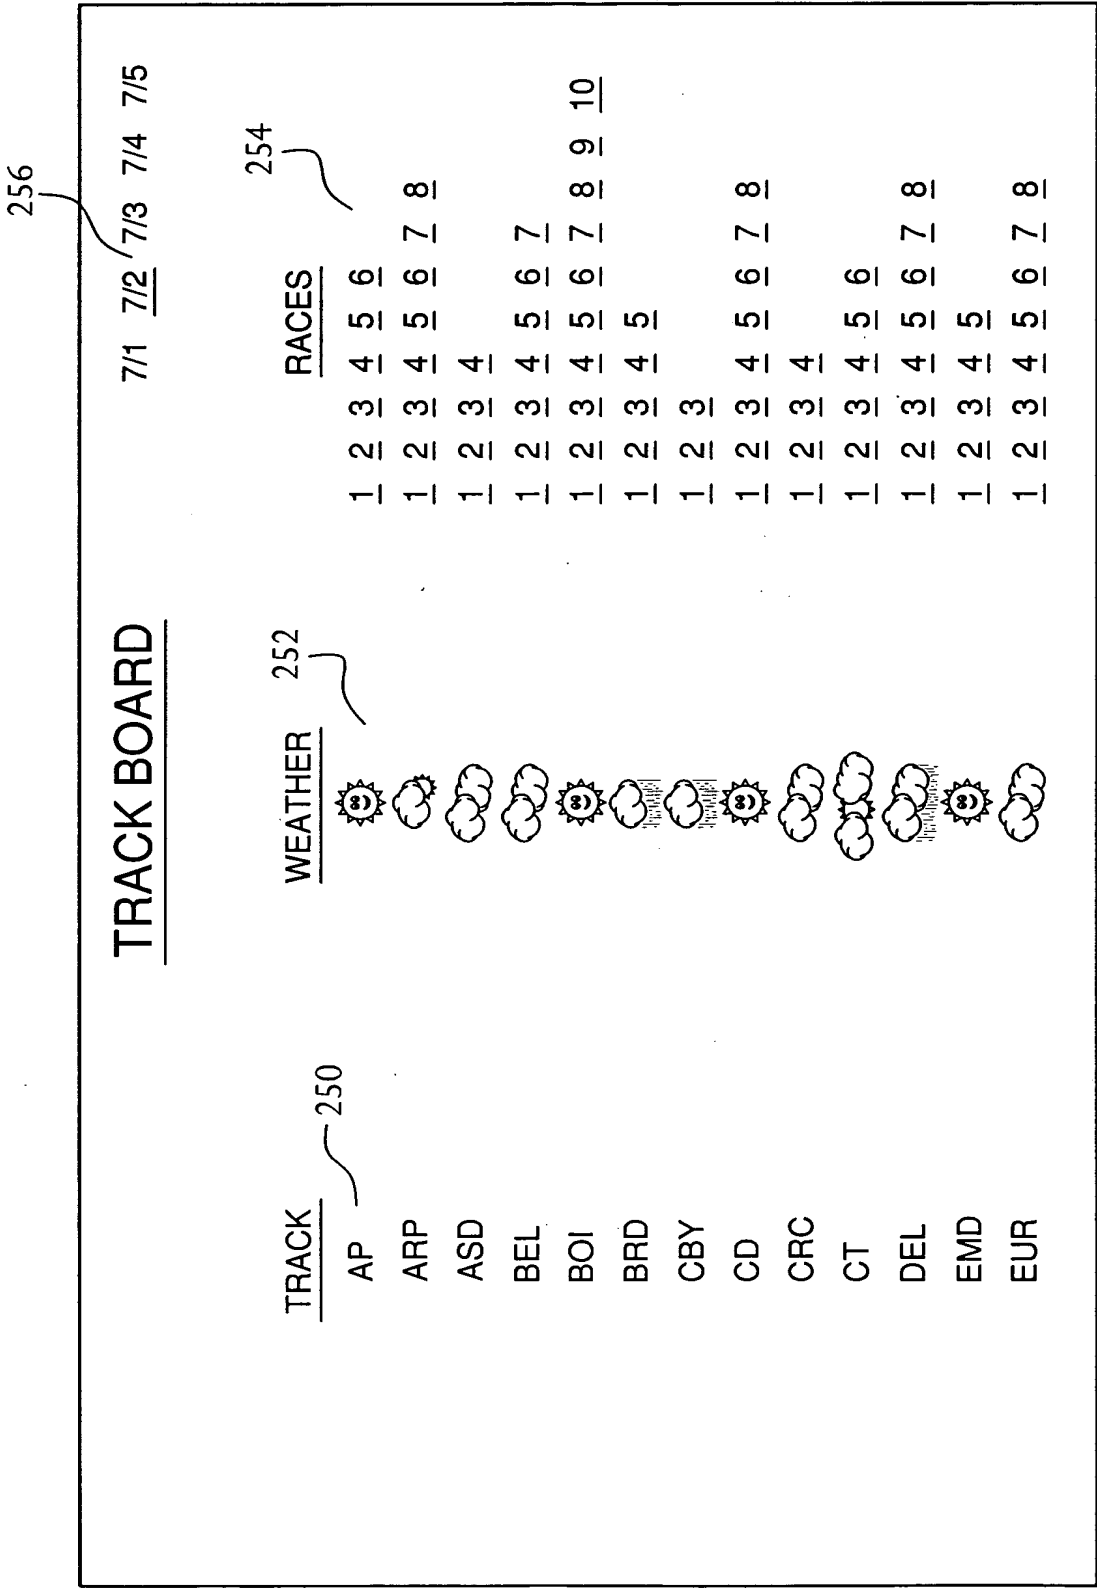 256
TRACK BOARD
7/1 7/2 7/3 7/4 7/5
252
254
250
TRACK WEATHER RACES
AP 1 2 3 4 5 6
ARP 1 2 3 4 5 6 7 8
ASD 1 2 3 4
BEL 1 2 3 4 5 6 7
BOI 1 2 3 4 5 6 7 8 9 10
BRD 1 2 3 4 5
CBY 1 2 3
CD 1 2 3 4 5 6 7 8
CRC 1 2 3 4
CT 1 2 3 4 5 6
DEL 1 2 3 4 5 6 7 8
EMD 1 2 3 4 5
EUR 1 2 3 4 5 6 7 8